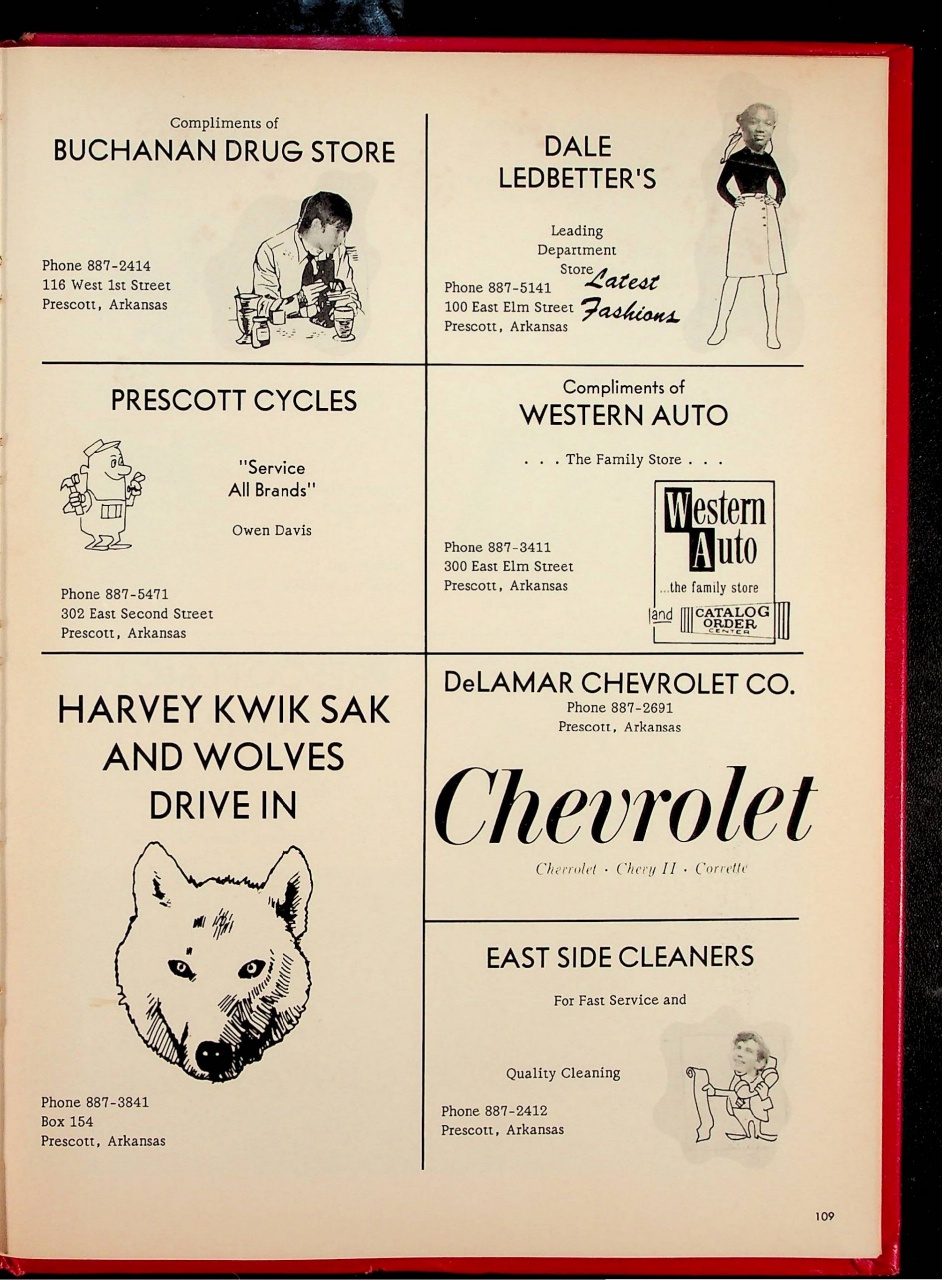 Compliments of
BUCHANAN DRUG STORE
Phone 887-2414
116 West 1st Street
Prescott, Arkansas
DALE
LEDBETTER'S
Leading
Department
Store
Latest
Fashions
Phone 887-5141
100 East Elm Street
Prescott, Arkansas
PRESCOTT CYCLES
"Service
All Brands"
Owen Davis
Phone 887-5471
302 East Second Street
Prescott, Arkansas
Compliments of
WESTERN AUTO
. . . The Family Store . . .
Phone 887-3411
300 East Elm Street
Prescott, Arkansas
Western
Auto
...the family store
and CATALOG
ORDER
CENTER
HARVEY KWIK SAK
AND WOLVES
DRIVE IN
Phone 887-3841
Box 154
Prescott, Arkansas
DeLAMAR CHEVROLET CO.
Phone 887-2691
Prescott, Arkansas
Chevrolet
Chevrolet · Chevy II · Corvette
EAST SIDE CLEANERS
For Fast Service and
Quality Cleaning
Phone 887-2412
Prescott, Arkansas
109